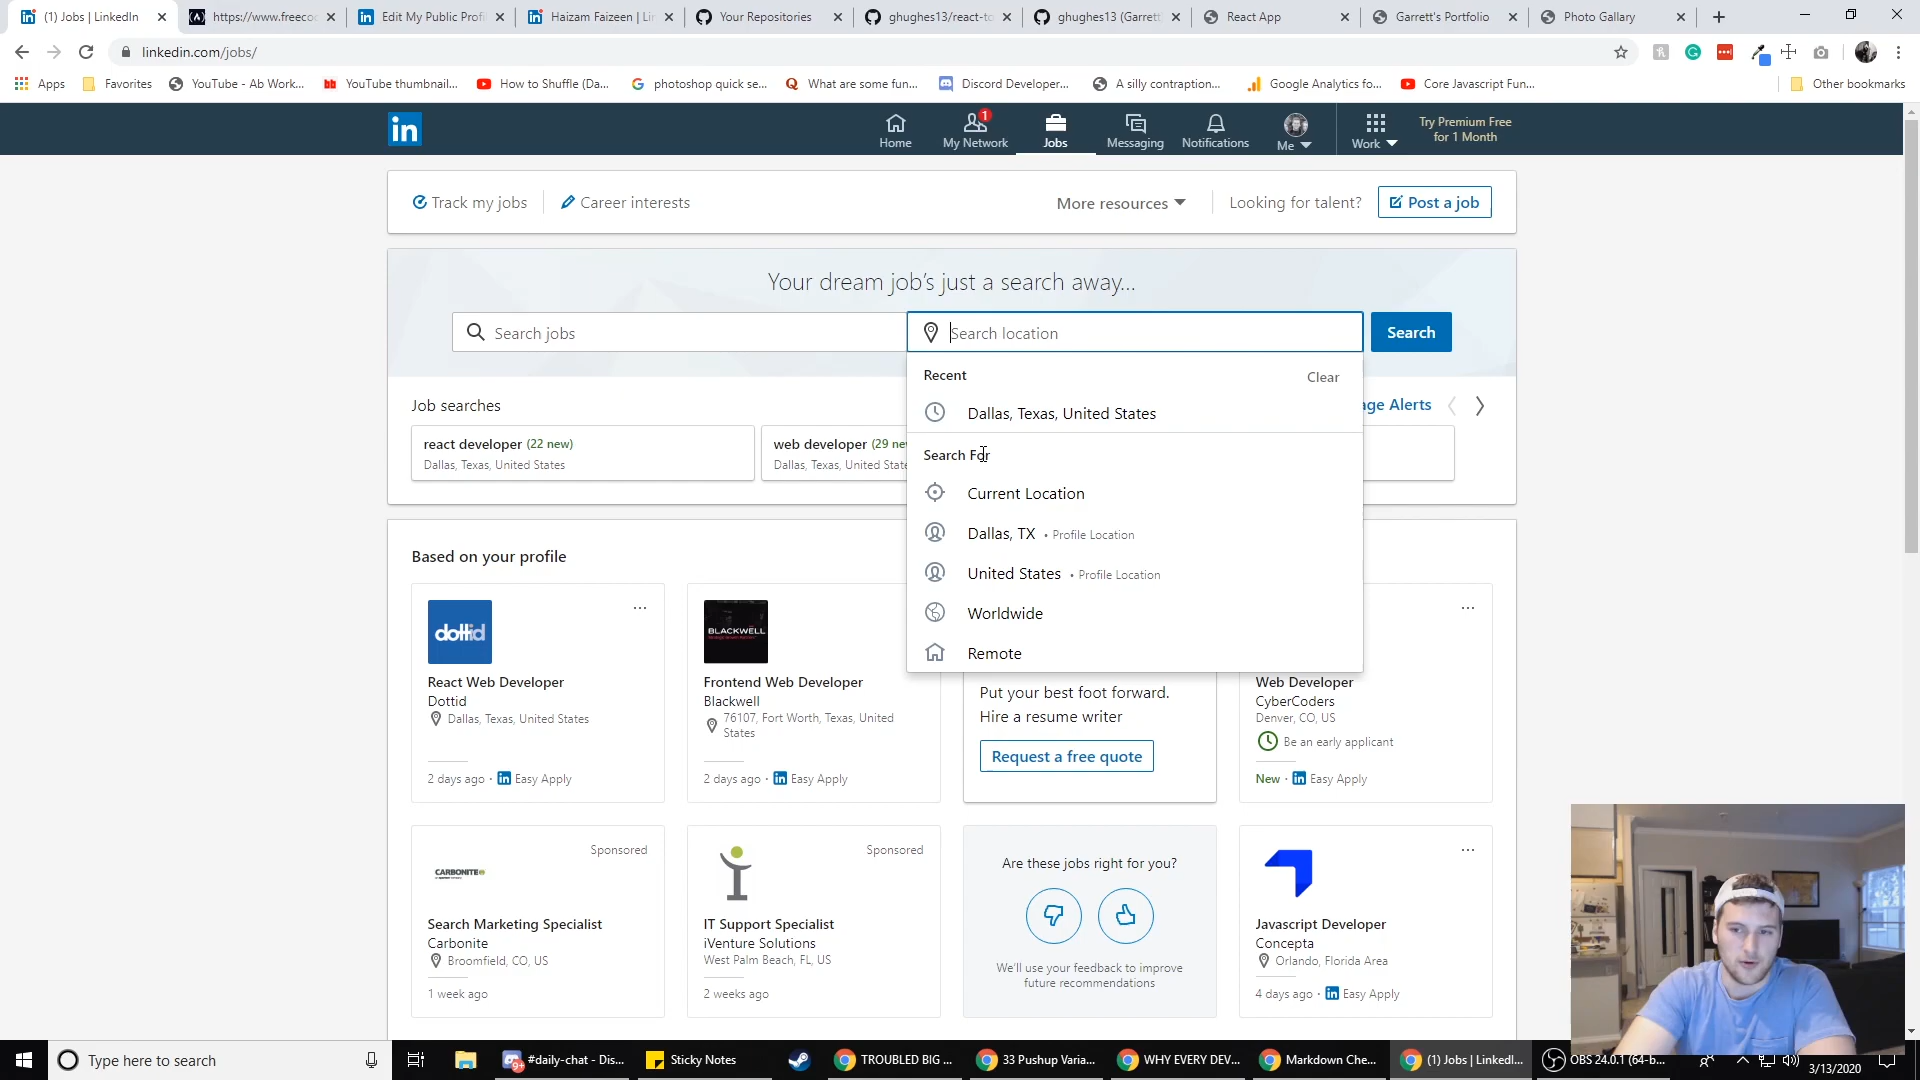 (1) Jobs | LinkedIn
https://www.freecoc
Edit My Public Profi
Haizam Faizeen | Lir
Your Repositories
ghughes13/react-to
ghughes13 (Garrett
React App
Garrett's Portfolio
Photo Gallary
linkedin.com/jobs/
Apps
Favorites
YouTube - Ab Work...
YouTube thumbnail...
How to Shuffle (Da...
photoshop quick se...
What are some fun...
Discord Developer...
A silly contraption...
Google Analytics fo...
Core Javascript Fun...
Other bookmarks
in
Home
1
My Network
Jobs
Messaging
Notifications
Me
Work
Try Premium Free
for 1 Month
Track my jobs
Career interests
More resources
Looking for talent?
Post a job
Your dream job's just a search away...
Search jobs
Search location
Search
Recent
Clear
Dallas, Texas, United States
Search For
Current Location
Dallas, TX • Profile Location
United States • Profile Location
Worldwide
Remote
Job searches
age Alerts
react developer (22 new)
Dallas, Texas, United States
web developer (29 ne
Dallas, Texas, United State
Based on your profile
dottid
React Web Developer
Dottid
Dallas, Texas, United States
2 days ago • in Easy Apply
BLACKWELL
Frontend Web Developer
Blackwell
76107, Fort Worth, Texas, United
States
2 days ago • in Easy Apply
Put your best foot forward.
Hire a resume writer
Request a free quote
Web Developer
CyberCoders
Denver, CO, US
Be an early applicant
New • in Easy Apply
Sponsored
CARBONITE
Search Marketing Specialist
Carbonite
Broomfield, CO, US
1 week ago
Sponsored
IT Support Specialist
iVenture Solutions
West Palm Beach, FL, US
2 weeks ago
Are these jobs right for you?
We'll use your feedback to improve
future recommendations
Javascript Developer
Concepta
Orlando, Florida Area
4 days ago • in Easy Apply
Type here to search
9+
#daily-chat - Dis...
Sticky Notes
TROUBLED BIG ...
33 Pushup Varia...
WHY EVERY DEV...
Markdown Che...
(1) Jobs | LinkedI...
OBS 24.0.1 (64-b...
3/13/2020